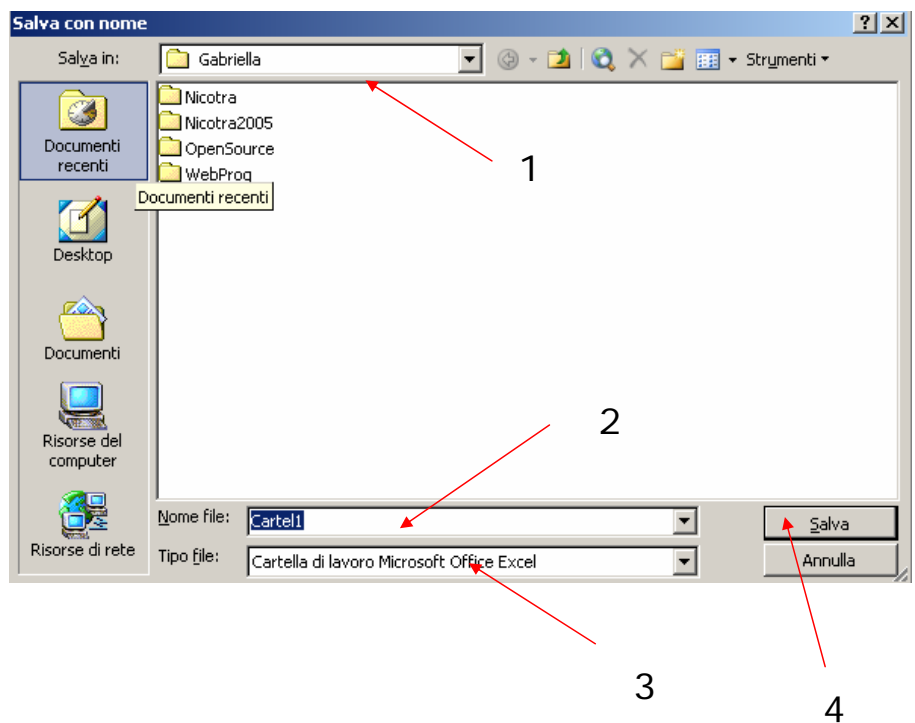 Salva con nome
?
Salva in:
Gabriella
Strumenti
Nicotra
Nicotra2005
OpenSource
WebProg
Documenti
recenti
Documenti recenti
Desktop
Documenti
Risorse del
computer
Risorse di rete
1
2
Nome file:
Cartel1
Salva
Tipo file:
Cartella di lavoro Microsoft Office Excel
Annulla
3
4